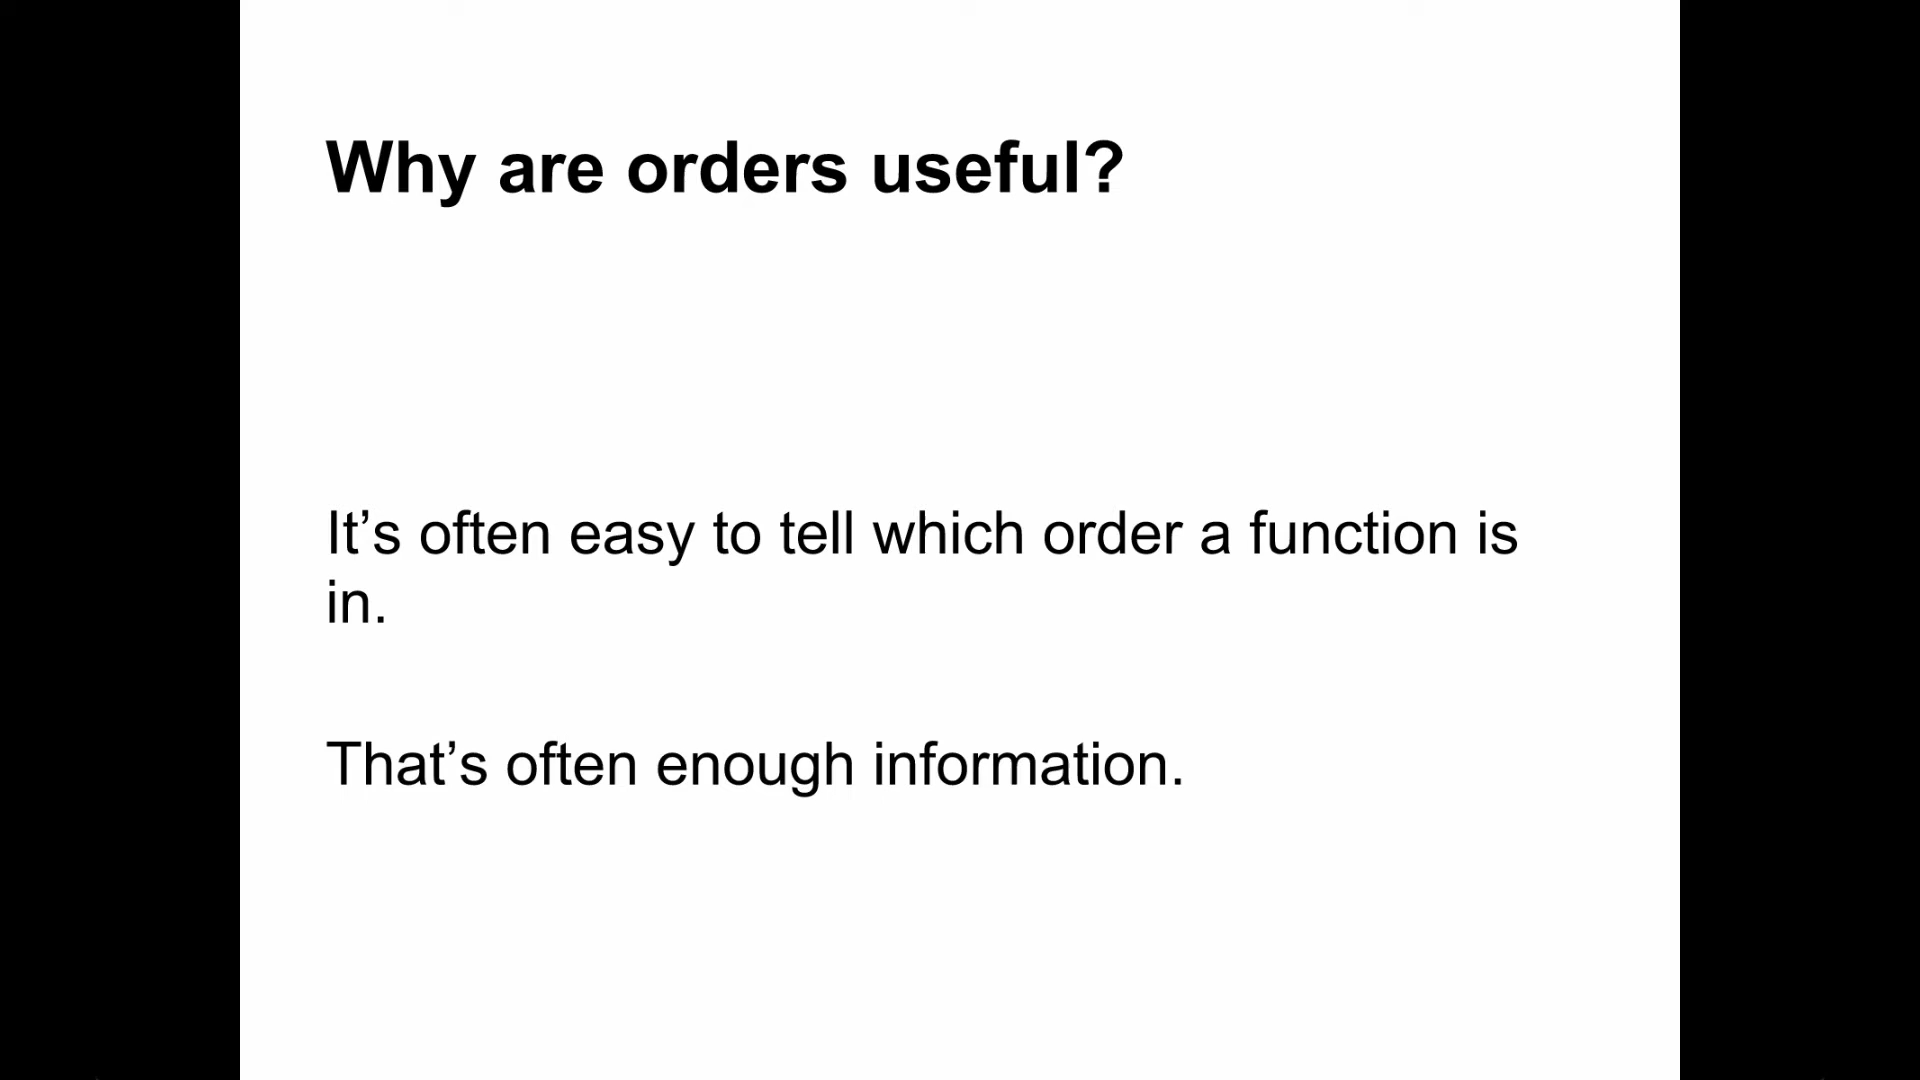 Why are orders useful?
It’s often easy to tell which order a function is
in.
That’s often enough information.